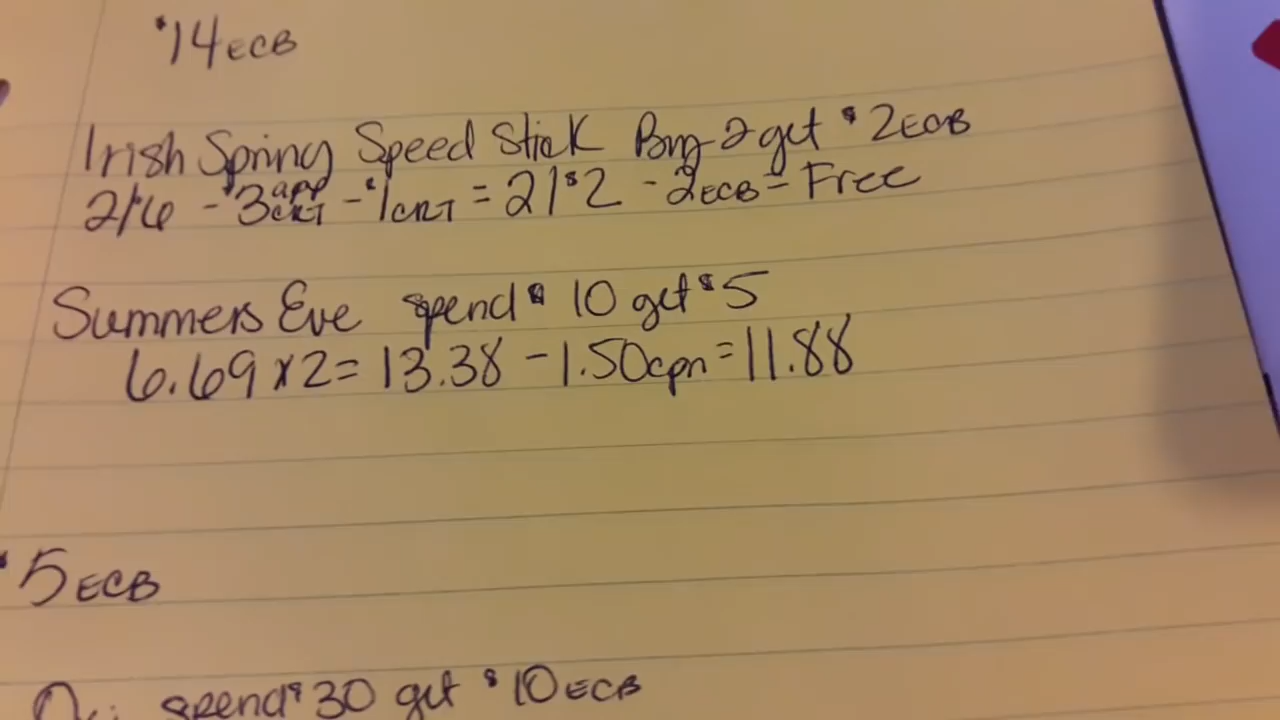 $14 ECB
Irish Spring Speed Stick Buy 2 get $2 ECB
2/$6 - $3 app CRT - $1 CRT = 2/$2 - 2 ECB = Free
Summers Eve spend $10 get $5
6.69 x 2 = 13.38 - 1.50 cpn = 11.88
$5 ECB
spend $30 get $10 ECB